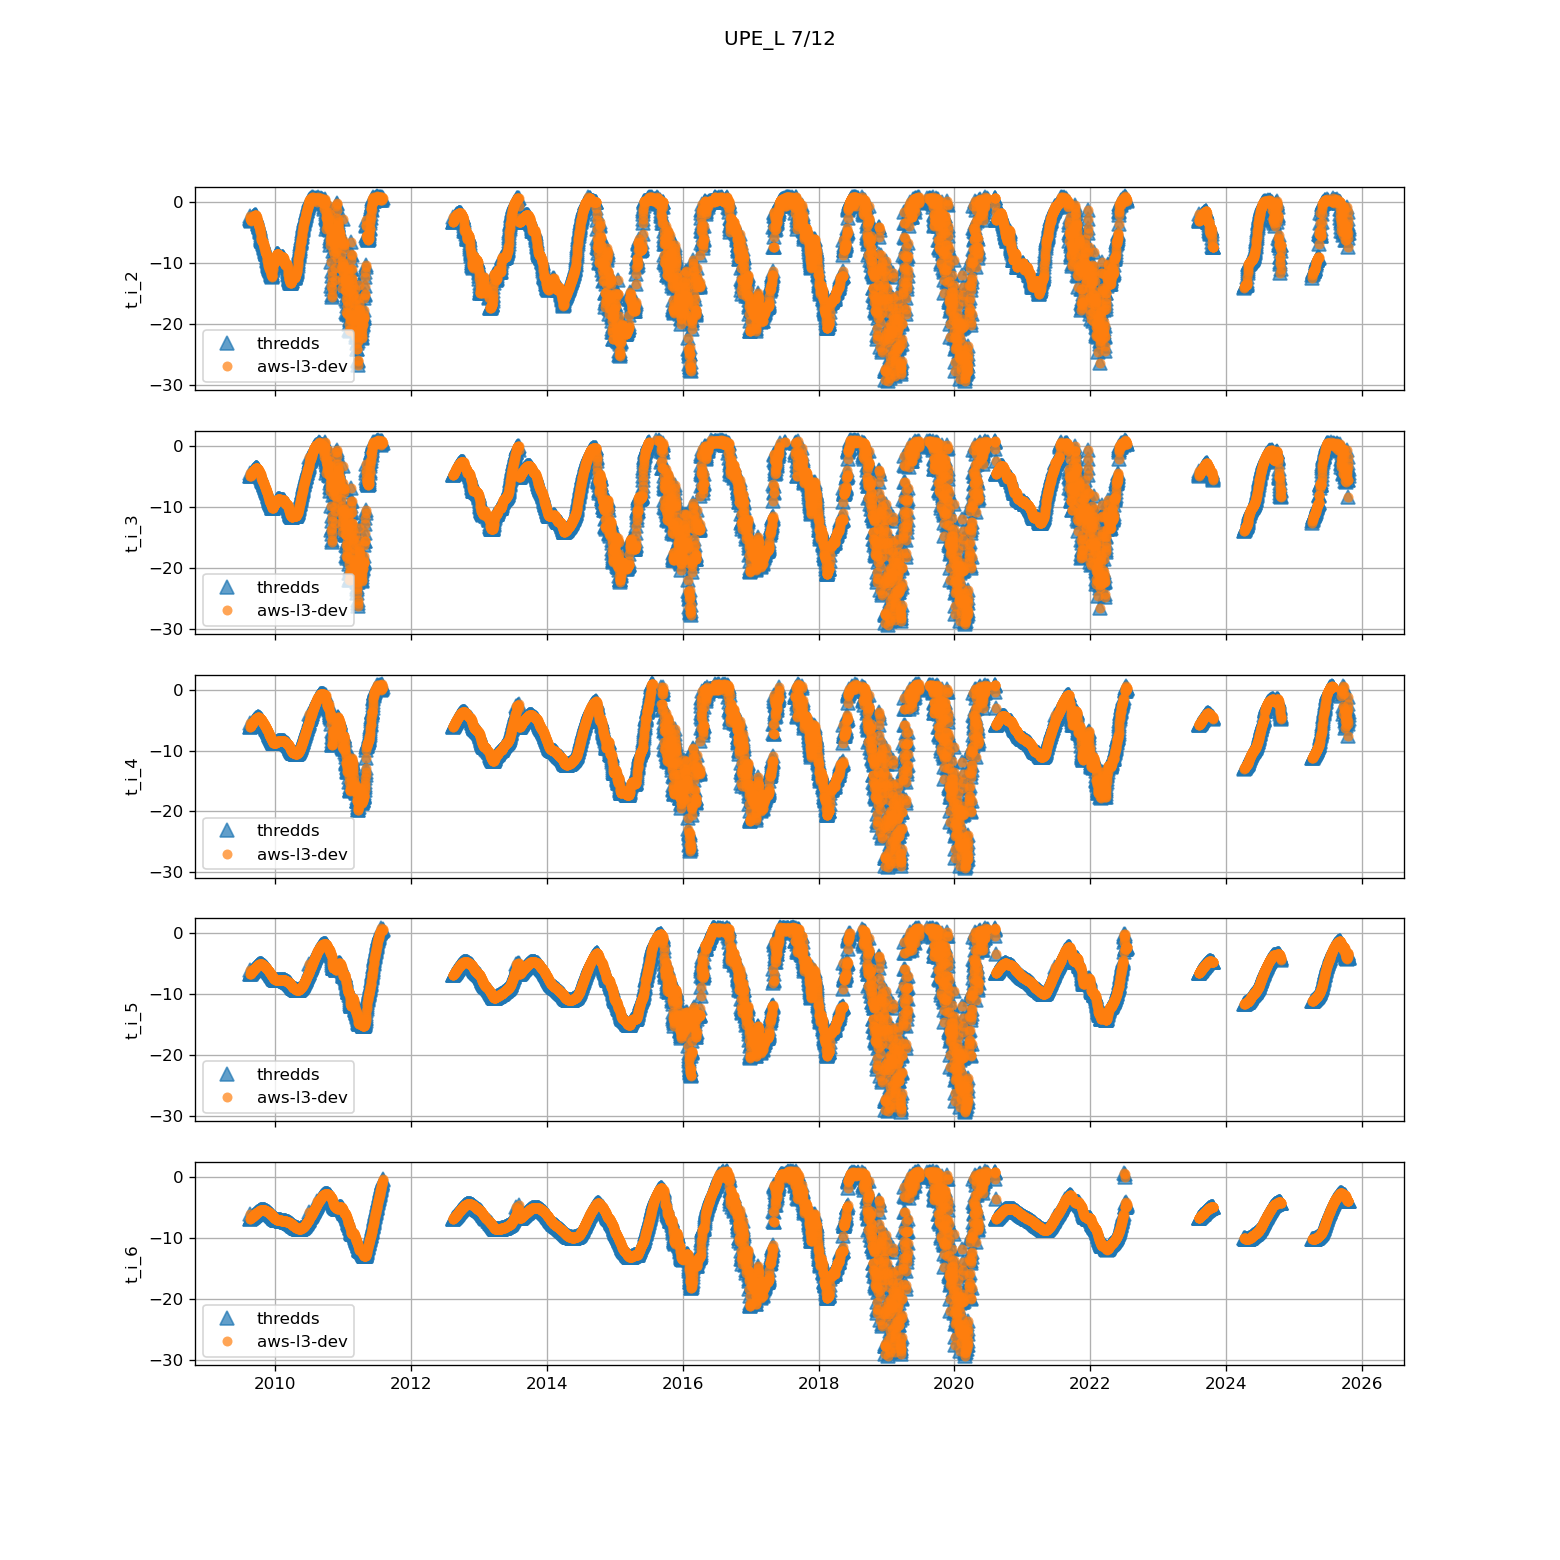 UPE_L 7/12
0
−10
−20
−30
t_i_2
thredds
aws-l3-dev
0
−10
−20
−30
t_i_3
thredds
aws-l3-dev
0
−10
−20
−30
t_i_4
thredds
aws-l3-dev
0
−10
−20
−30
t_i_5
thredds
aws-l3-dev
0
−10
−20
−30
t_i_6
thredds
aws-l3-dev
2010 2012 2014 2016 2018 2020 2022 2024 2026